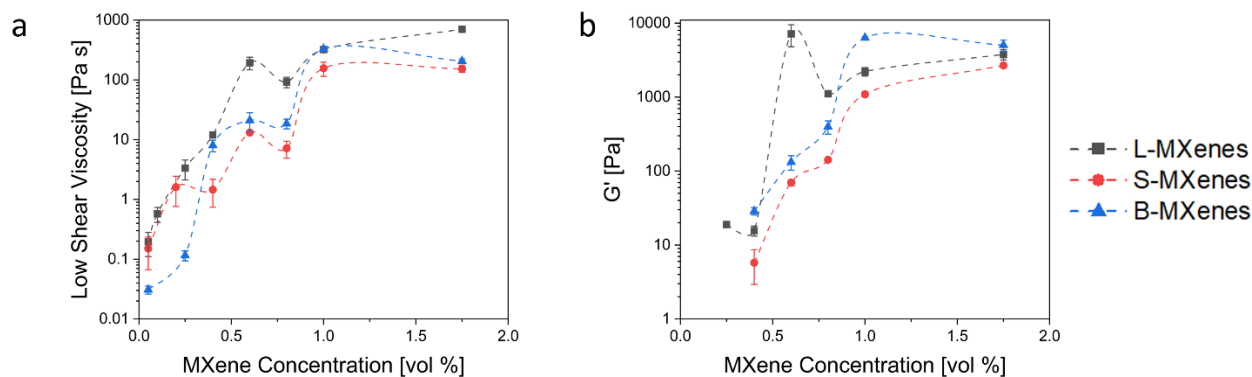 a
Low Shear Viscosity [Pa s]
1000
100
10
1
0.1
0.01
0.0
0.5
1.0
1.5
2.0
MXene Concentration [vol %]
b
G' [Pa]
10000
1000
100
10
1
0.0
0.5
1.0
1.5
2.0
MXene Concentration [vol %]
L-MXenes
S-MXenes
B-MXenes